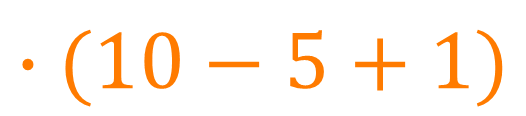 · (10 − 5 + 1)